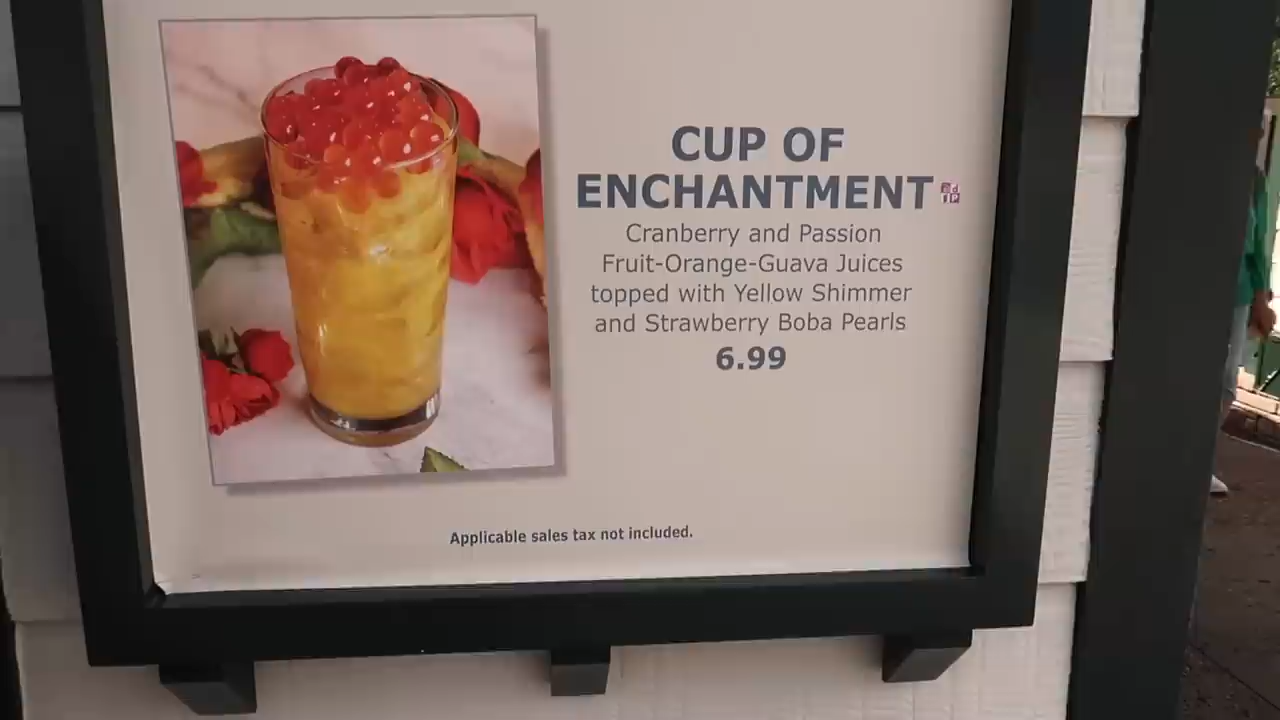 CUP OF
ENCHANTMENT
Cranberry and Passion
Fruit-Orange-Guava Juices
topped with Yellow Shimmer
and Strawberry Boba Pearls
6.99
Applicable sales tax not included.